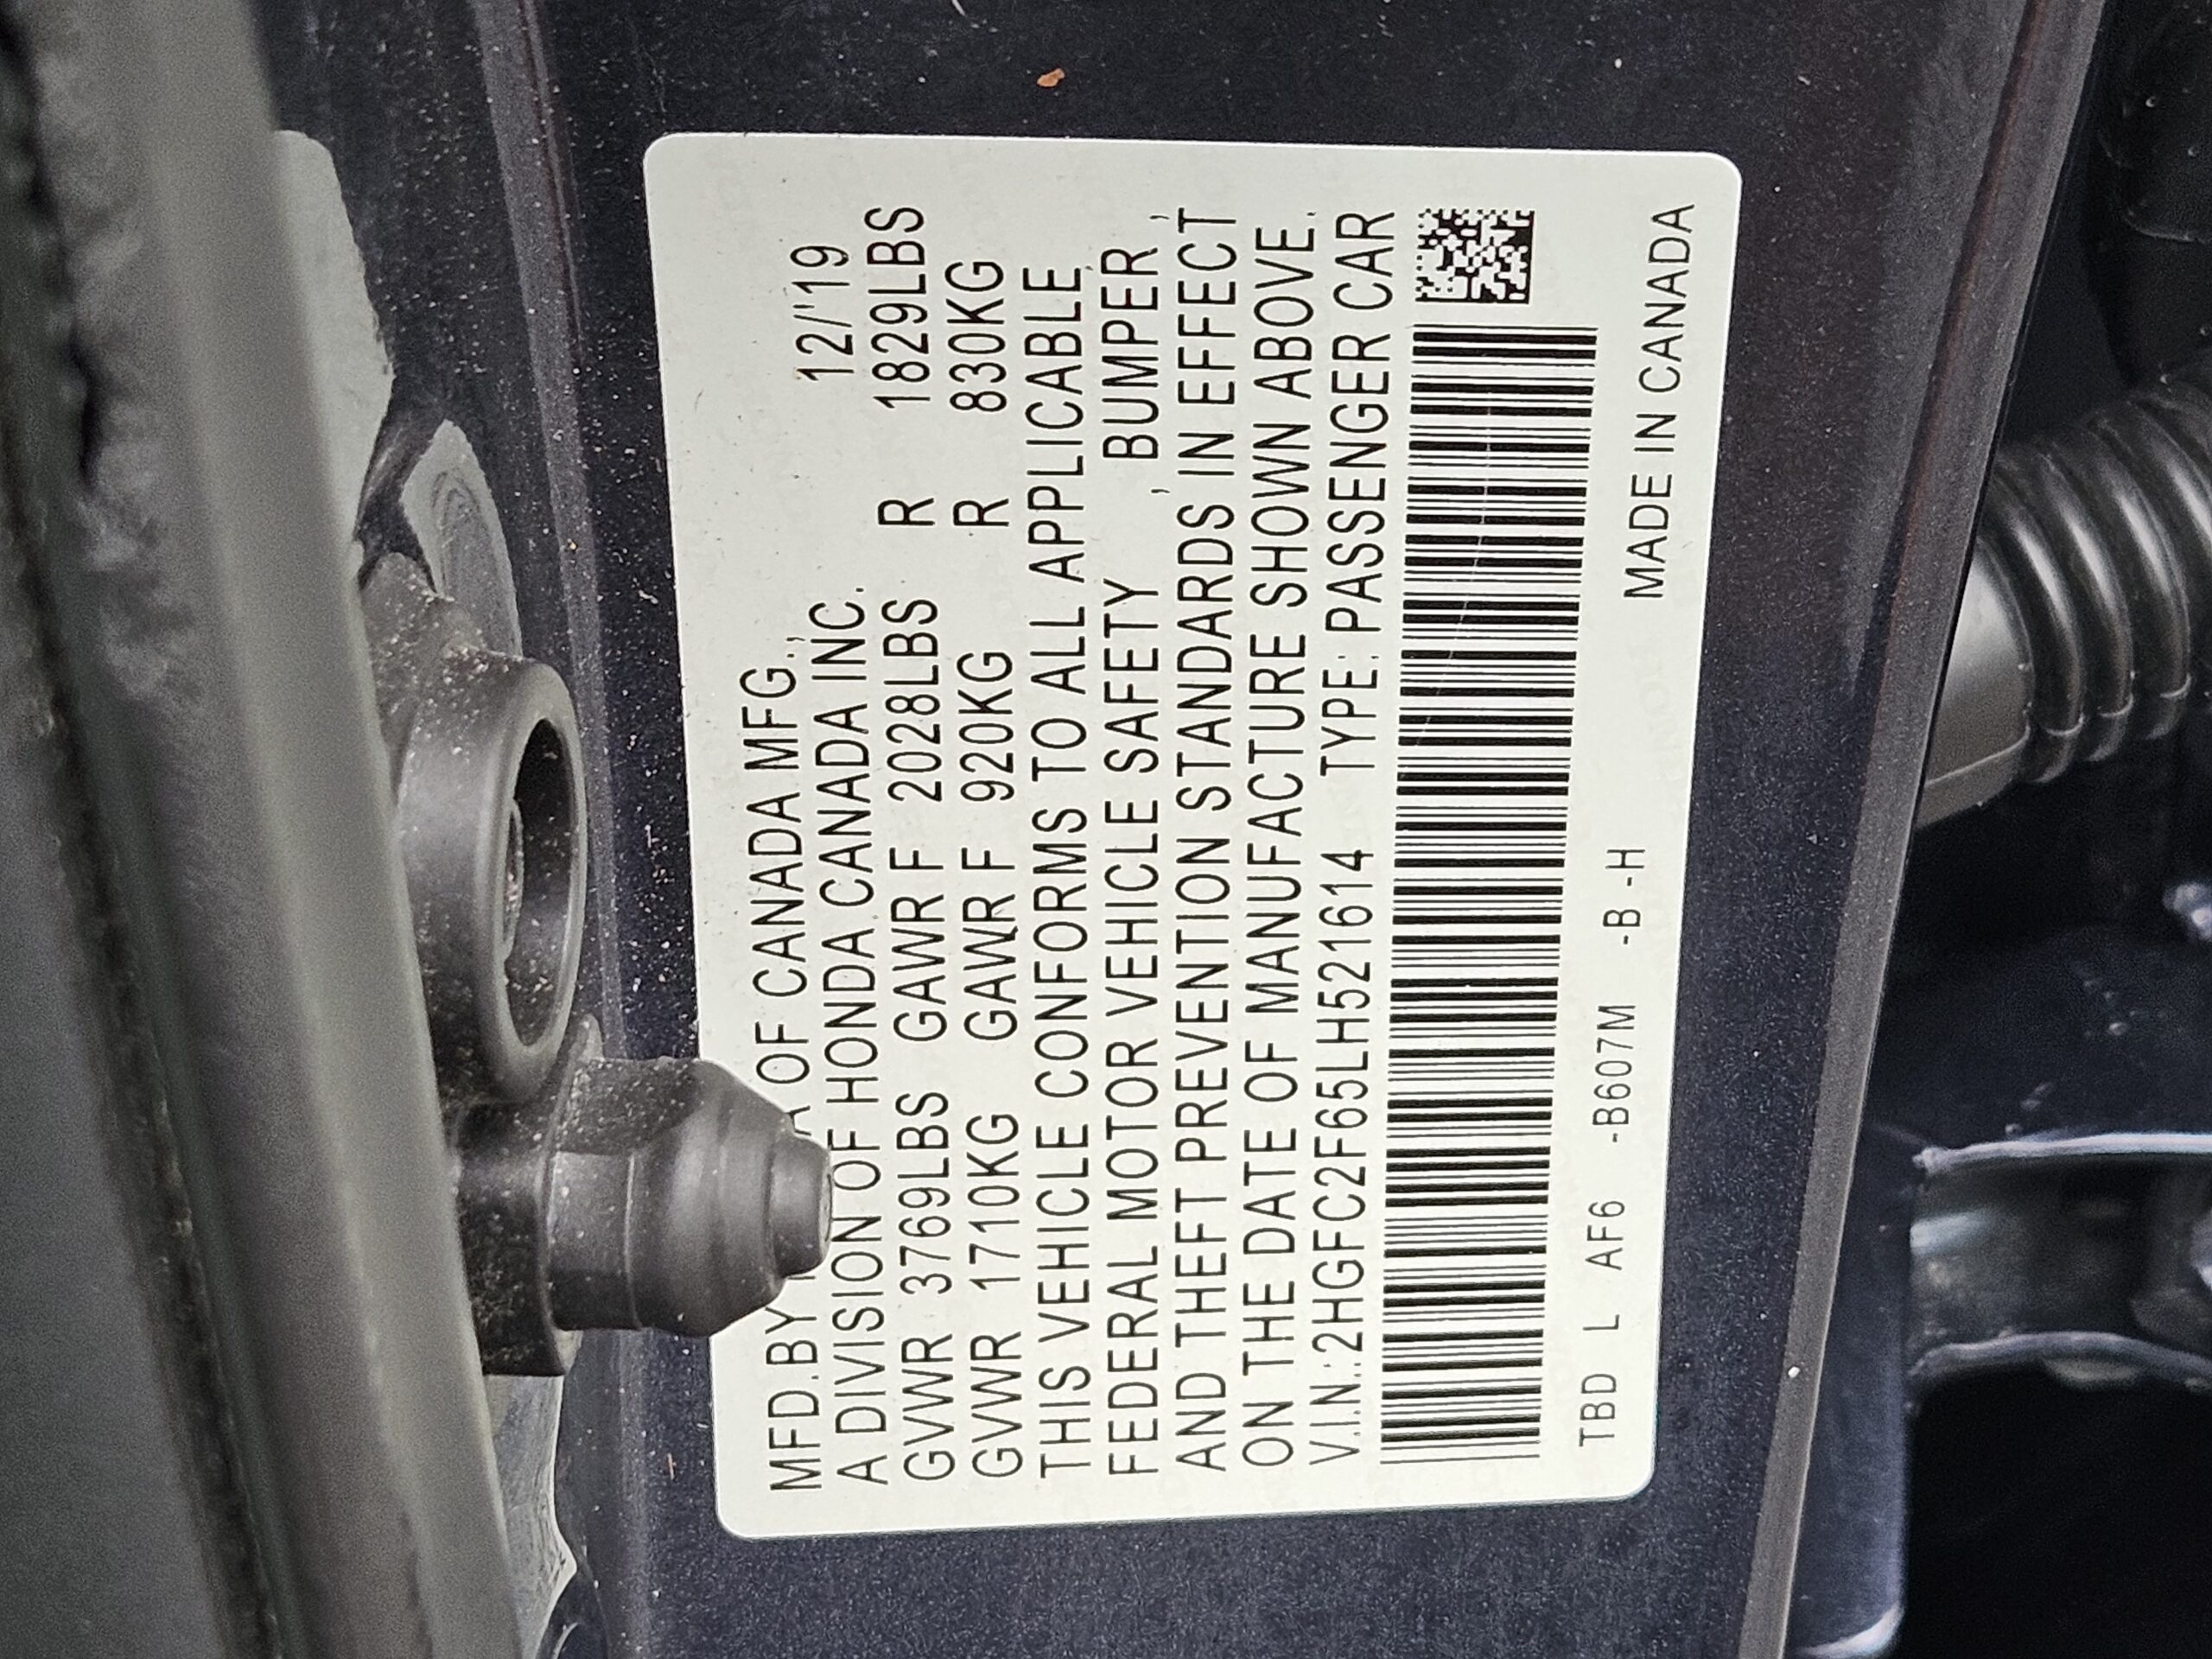 MFD.BY OF CANADA MFG., 12/'19
A DIVISION OF HONDA CANADA INC.
GVWR 3769LBS GAWR F 2028LBS R 1829LBS
GVWR 1710KG GAWR F 920KG R 830KG
THIS VEHICLE CONFORMS TO ALL APPLICABLE
FEDERAL MOTOR VEHICLE SAFETY , BUMPER ,
AND THEFT PREVENTION STANDARDS IN EFFECT
ON THE DATE OF MANUFACTURE SHOWN ABOVE.
V.I.N.:2HGFC2F65LH521614 TYPE: PASSENGER CAR
TBD L AF6 -B607M -B -H
MADE IN CANADA